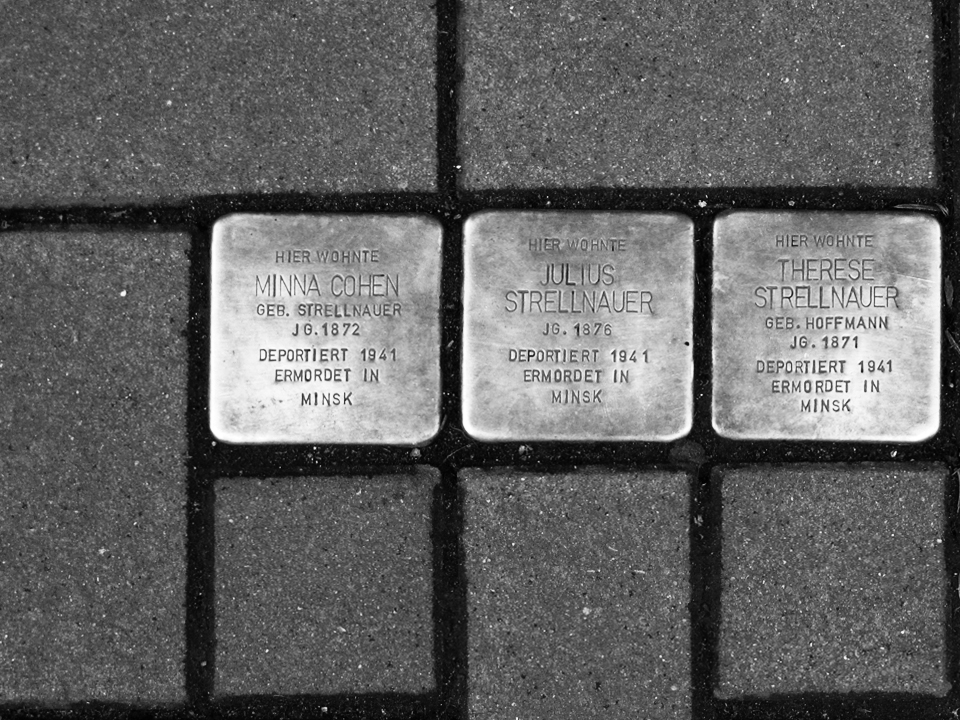 HIER WOHNTE
MINNA COHEN
GEB. STRELLNAUER
JG. 1872
DEPORTIERT 1941
ERMORDET IN
MINSK
HIER WOHNTE
JULIUS
STRELLNAUER
JG. 1876
DEPORTIERT 1941
ERMORDET IN
MINSK
HIER WOHNTE
THERESE
STRELLNAUER
GEB. HOFFMANN
JG. 1871
DEPORTIERT 1941
ERMORDET IN
MINSK